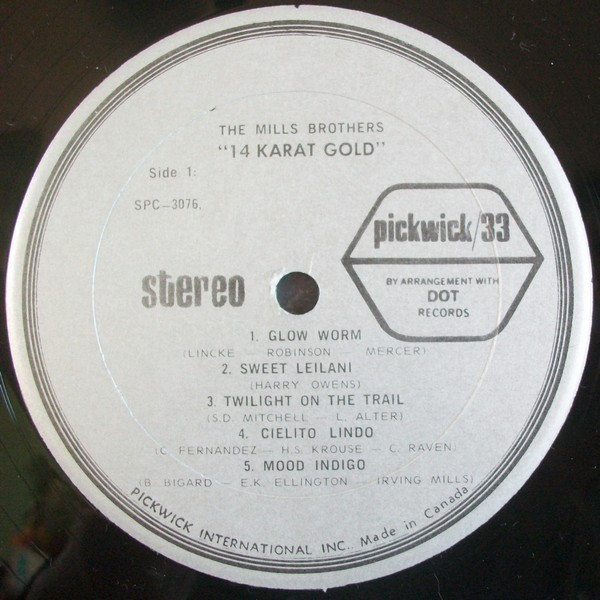 THE MILLS BROTHERS
"14 KARAT GOLD"
Side 1:
SPC-3076.
pickwick/33
BY ARRANGEMENT WITH
DOT
RECORDS
stereo
1. GLOW WORM
(LINCKE — ROBINSON — MERCER)
2. SWEET LEILANI
(HARRY OWENS)
3. TWILIGHT ON THE TRAIL
(S.D. MITCHELL — L. ALTER)
4. CIELITO LINDO
(C. FERNANDEZ — H.S. KROUSE — C. RAVEN)
5. MOOD INDIGO
(B. BIGARD — E.K. ELLINGTON — IRVING MILLS)
PICKWICK INTERNATIONAL INC.. Made in Canada